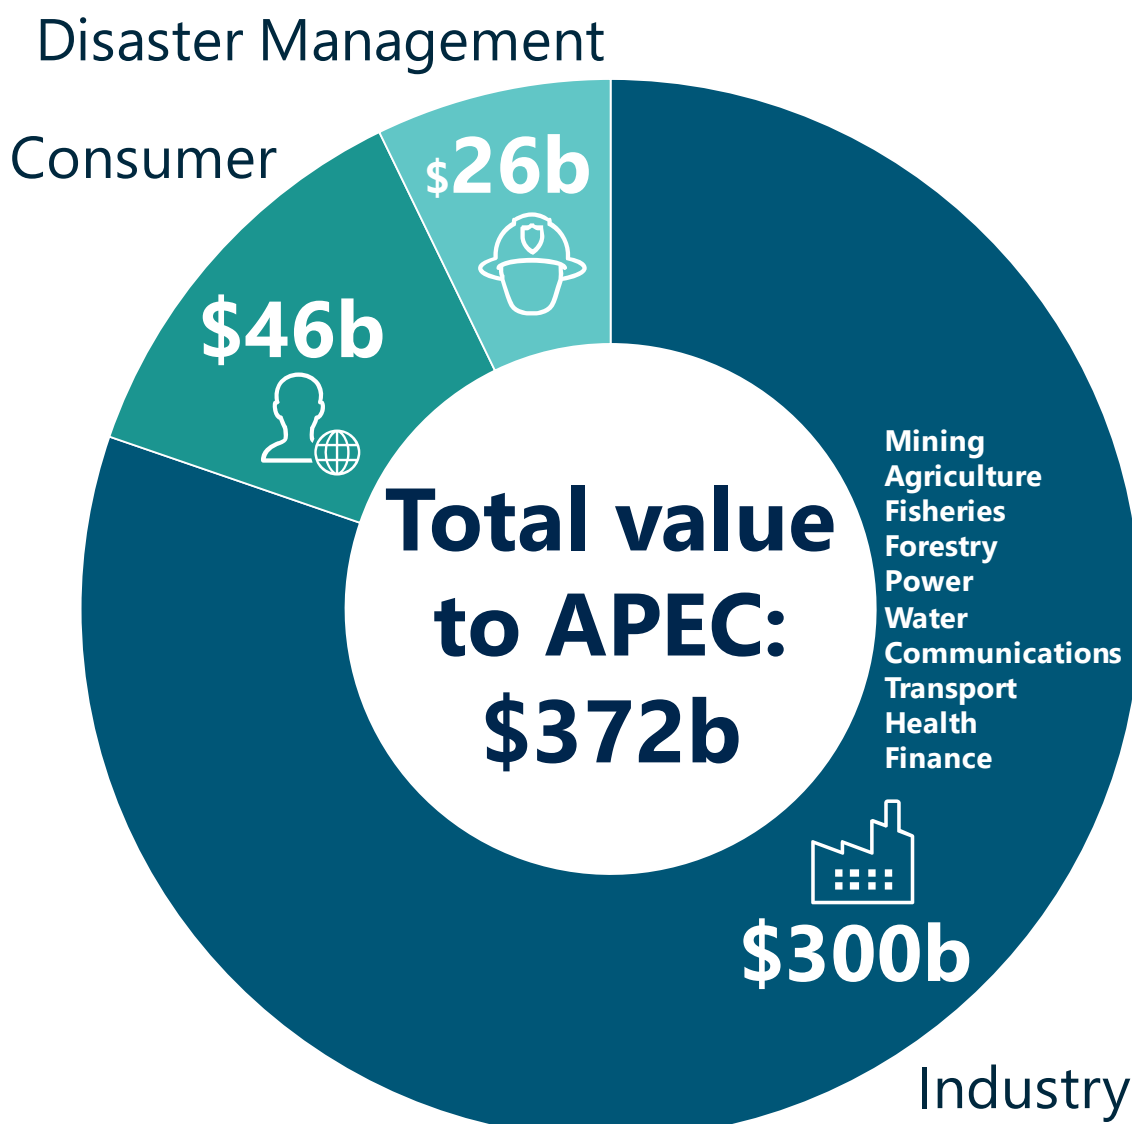 Disaster Management
Consumer
$26b
$46b
Total value
to APEC:
$372b
Mining
Agriculture
Fisheries
Forestry
Power
Water
Communications
Transport
Health
Finance
$300b
Industry